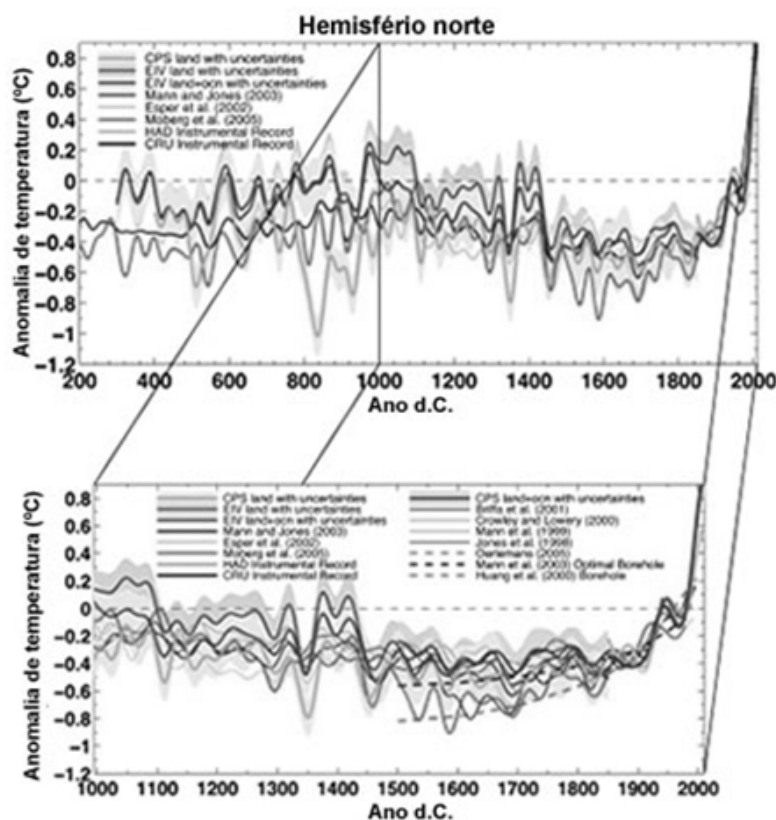 Hemisfério norte
0.8
0.6
0.4
0.2
0
−0.2
−0.4
−0.6
−0.8
−1
−1.2
Anomalia de temperatura (ºC)
CPS land with uncertainties
EIV land with uncertainties
EIV land+ocn with uncertainties
Mann and Jones (2003)
Esper et al. (2002)
Moberg et al. (2005)
HAD Instrumental Record
CRU Instrumental Record
200 400 600 800 1000 1200 1400 1600 1800 2000
Ano d.C.
0.8
0.6
0.4
0.2
0
−0.2
−0.4
−0.6
−0.8
−1
−1.2
Anomalia de temperatura (ºC)
CPS land with uncertainties
EIV land with uncertainties
EIV land+ocn with uncertainties
Mann and Jones (2003)
Esper et al. (2002)
Moberg et al. (2005)
HAD Instrumental Record
CRU Instrumental Record
CPS land+ocn with uncertainties
Briffa et al. (2001)
Crowley and Lowery (2000)
Mann et al. (1999)
Jones et al. (1998)
Oerlemans (2005)
Mann et al. (2003) Optimal Borehole
Huang et al. (2000) Borehole
1000 1100 1200 1300 1400 1500 1600 1700 1800 1900 2000
Ano d.C.